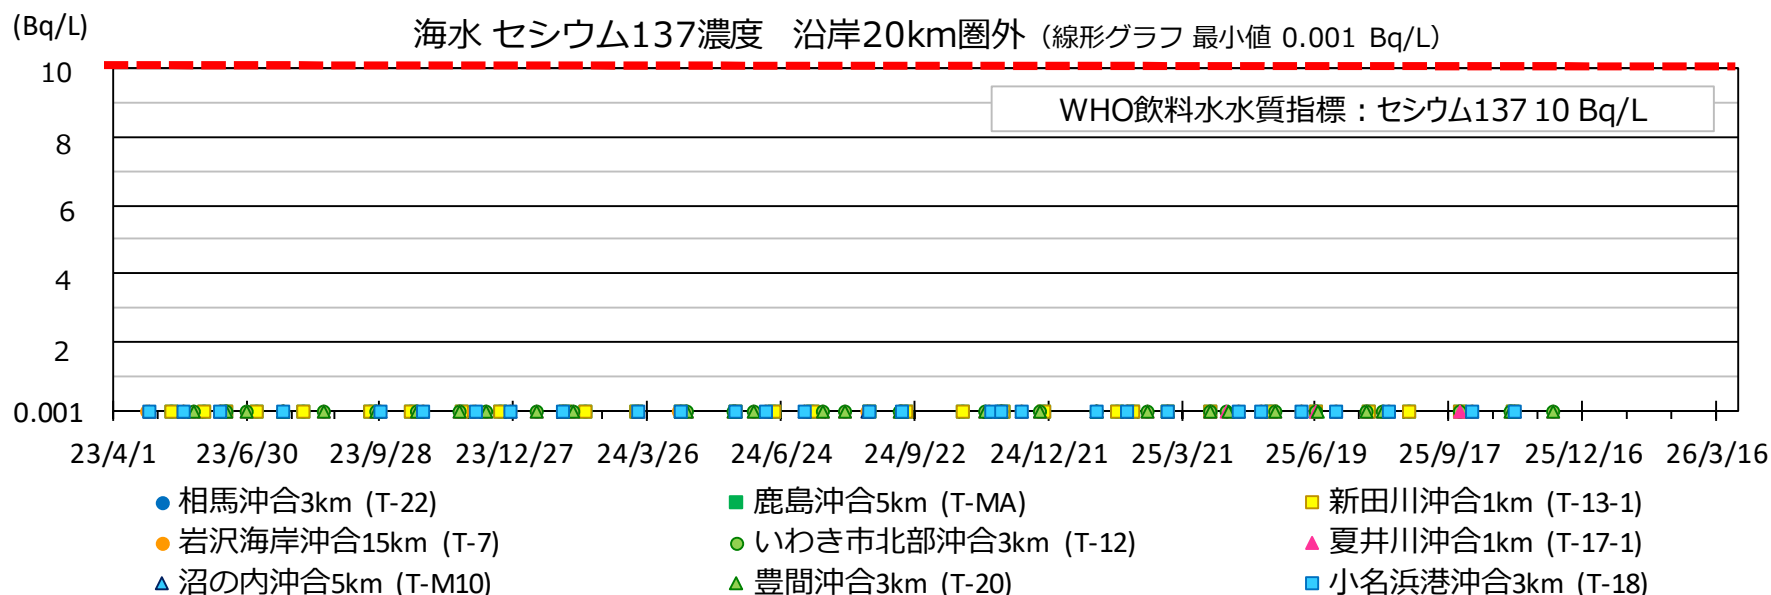 (Bq/L)
海水 セシウム137濃度 沿岸20km圏外 (線形グラフ 最小値 0.001 Bq/L)
10
WHO飲料水水質指標：セシウム137 10 Bq/L
8
6
4
2
0.001
23/4/1 23/6/30 23/9/28 23/12/27 24/3/26 24/6/24 24/9/22 24/12/21 25/3/21 25/6/19 25/9/17 25/12/16 26/3/16
相馬沖合3km (T-22) 鹿島沖合5km (T-MA) 新田川沖合1km (T-13-1)
岩沢海岸沖合15km (T-7) いわき市北部沖合3km (T-12) 夏井川沖合1km (T-17-1)
沼の内沖合5km (T-M10) 豊間沖合3km (T-20) 小名浜港沖合3km (T-18)